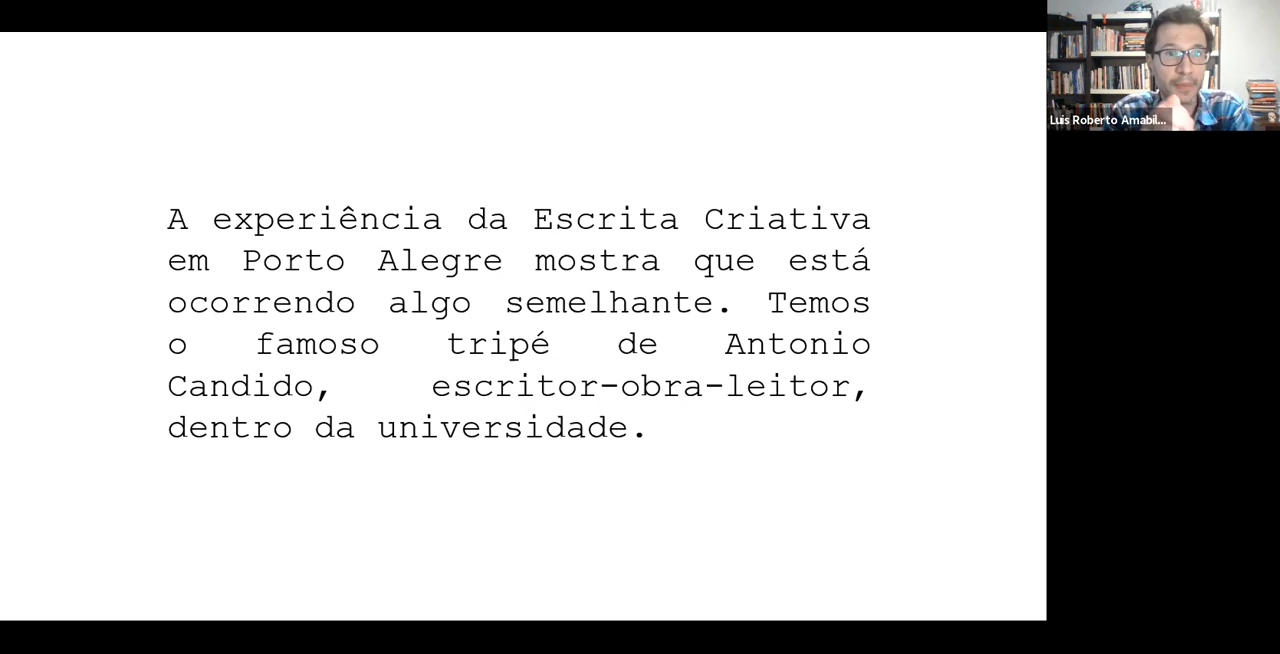 A experiência da Escrita Criativa
em Porto Alegre mostra que está
ocorrendo algo semelhante. Temos
o famoso tripé de Antonio
Candido, escritor-obra-leitor,
dentro da universidade.
Luis Roberto Amabil...